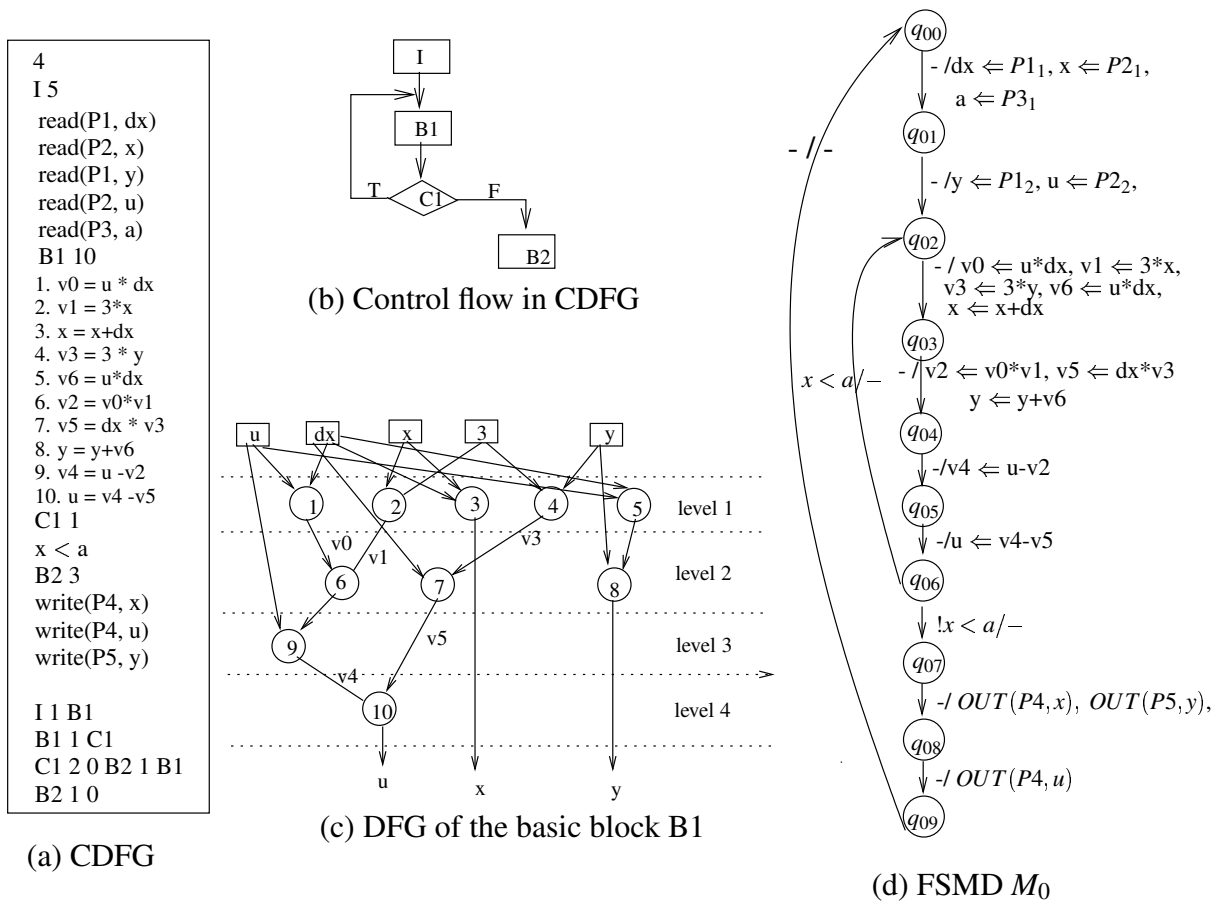 4
I 5
read(P1, dx)
read(P2, x)
read(P1, y)
read(P2, u)
read(P3, a)
B1 10
1. v0 = u * dx
2. v1 = 3*x
3. x = x+dx
4. v3 = 3 * y
5. v6 = u*dx
6. v2 = v0*v1
7. v5 = dx * v3
8. y = y+v6
9. v4 = u -v2
10. u = v4 -v5
C1 1
x < a
B2 3
write(P4, x)
write(P4, u)
write(P5, y)
I 1 B1
B1 1 C1
C1 2 0 B2 1 B1
B2 1 0
(a) CDFG
I
B1
T
C1
F
B2
(b) Control flow in CDFG
u
dx
x
3
y
1
2
3
4
5
level 1
v0
v1
v3
6
7
8
level 2
9
v5
level 3
v4
10
level 4
u
x
y
(c) DFG of the basic block B1
q00
- /dx ⇐ P1₁, x ⇐ P2₁,
a ⇐ P3₁
q01
- / -
- /y ⇐ P1₂, u ⇐ P2₂,
q02
- / v0 ⇐ u*dx, v1 ⇐ 3*x,
v3 ⇐ 3*y, v6 ⇐ u*dx,
x ⇐ x+dx
q03
x < a/−
- / v2 ⇐ v0*v1, v5 ⇐ dx*v3
y ⇐ y+v6
q04
-/v4 ⇐ u-v2
q05
-/u ⇐ v4-v5
q06
!x < a/−
q07
-/ OUT(P4, x), OUT(P5, y),
q08
-/ OUT(P4, u)
q09
(d) FSMD M₀